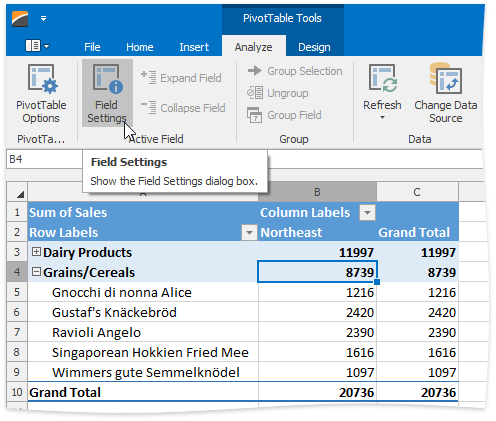 PivotTable Tools
File Home Insert Analyze Design
PivotTable Options
Field Settings
Expand Field
Collapse Field
Group Selection
Ungroup
Group Field
Refresh
Change Data Source
PivotTa... Active Field Group Data
B4
Field Settings
Show the Field Settings dialog box.
B C
1 Sum of Sales Column Labels
2 Row Labels Northeast Grand Total
3 Dairy Products 11997 11997
4 Grains/Cereals 8739 8739
5 Gnocchi di nonna Alice 1216 1216
6 Gustaf's Knäckebröd 2420 2420
7 Ravioli Angelo 2390 2390
8 Singaporean Hokkien Fried Mee 1616 1616
9 Wimmers gute Semmelknödel 1097 1097
10 Grand Total 20736 20736